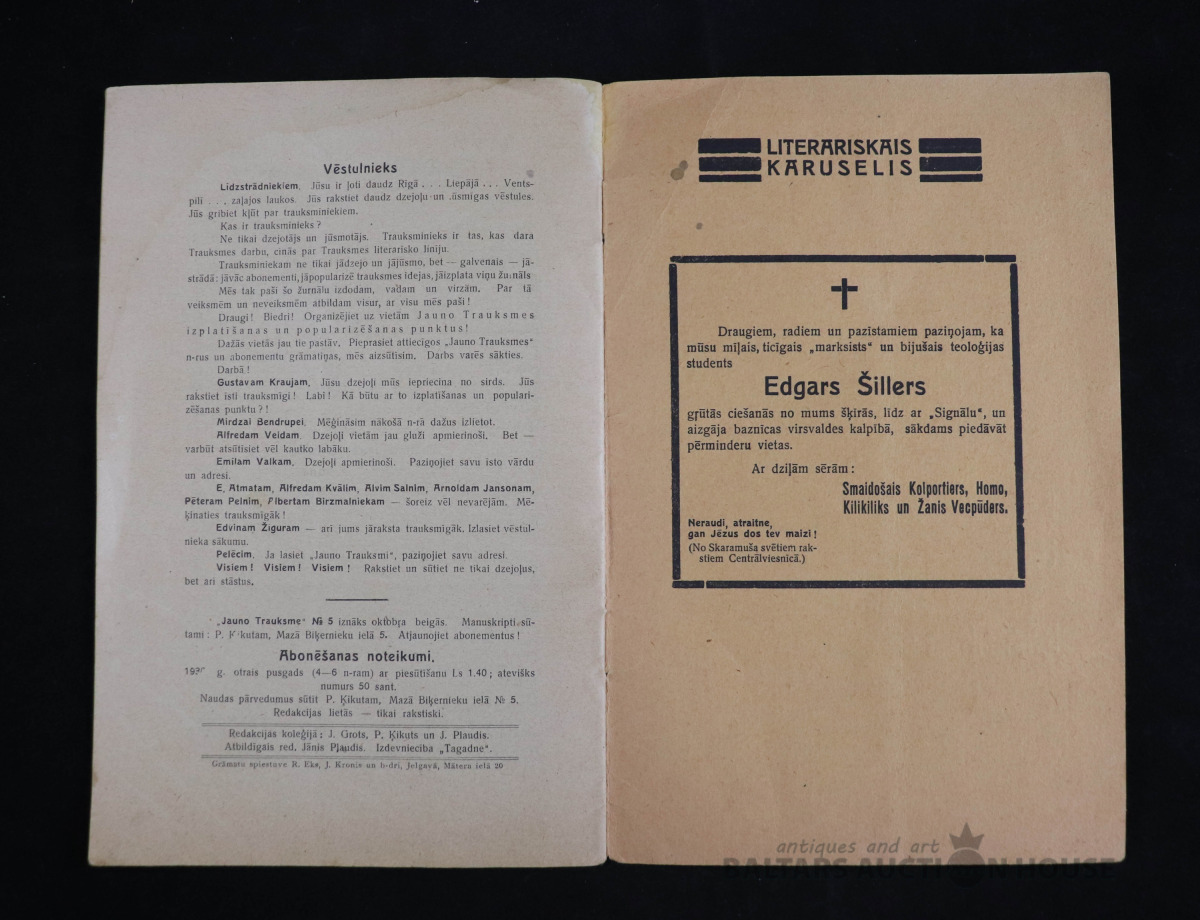 Vēstulnieks
Līdzstrādniekiem. Jūsu ir ļoti daudz Rīgā . . . Liepājā . . . Vents-
pilī . . , zaļajos laukos. Jūs rakstiet daudz dzejoļu un jūsmīgas vēstules.
Jūs gribiet kļūt par trauksminiekiem.
Kas ir trauksminieks?
Ne tikai dzejotājs un jūsmotājs. Trauksminieks ir tas, kas dara
Trauksmes darbu, cīnās par Trauksmes literarisko liniju.
Trauksminiekam ne tikai jādzejo un jājūsmo, bet — galvenais — jā-
strādā: jāvāc abonementi, jāpopularizē trauksmes idejas, jāizplata viņu žurnāls
Mēs tak paši šo žurnālu izdodam, vadam un virzām. Par tā
veiksmēm un neveiksmēm atbildam visur, ar visu mēs paši!
Draugi! Biedri! Organizējiet uz vietām Jauno Trauksmes
izplatīšanas un popularizēšanas punktus!
Dažās vietās jau tie pastāv. Pieprasiet attiecīgos „Jauno Trauksmes“
n-rus un abonementu grāmatiņas, mēs aizsūtīsim. Darbs varēs sākties.
Darbā!
Gustavam Kraujam. Jūsu dzejoļi mūs iepriecina no sirds. Jūs
rakstiet īsti trauksmīgi! Labi! Kā būtu ar to izplatīšanas un populari-
zēšanas punktu?!
Mirdzai Bendrupei. Mēģināsim nākošā n-rā dažus izlietot.
Alfredam Veidam. Dzejoļi vietām jau gluži apmierinoši. Bet —
varbūt atsūtīsiet vēl kautko labāku.
Emilam Valkam. Dzejoļi apmierinoši. Paziņojiet savu īsto vārdu
un adresi.
E. Atmatam, Alfredam Kvālim, Alvim Salnim, Arnoldam Jansonam,
Pēteram Pelnim, Albertam Birzmalniekam — šoreiz vēl nevarējām. Mē-
ģinaties trauksmīgāk!
Edvinam Žiguram — arī jums jāraksta trauksmīgāk. Izlasiet vēstul-
nieka sākumu.
Pelēcim. Ja lasiet „Jauno Trauksmi“, paziņojiet savu adresi.
Visiem! Visiem! Visiem! Rakstiet un sūtiet ne tikai dzejoļus,
bet arī stāstus.
„Jauno Trauksme“ № 5 iznāks oktobra beigās. Manuskripti sū-
tami: P. Ķikutam, Mazā Biķernieku ielā 5. Atjaunojiet abonementus!
Abonēšanas noteikumi.
g. otrais pusgads (4—6 n-ram) ar piesūtīšanu Ls 1.40; atevišks
numurs 50 sant.
Naudas pārvedumus sūtīt P. Ķikutam, Mazā Biķernieku ielā № 5.
Redakcijas lietās — tikai rakstiski.
Redakcijas koleģijā: J. Grots, P. Ķikuts un J. Plaudis.
Atbildīgais red. Jānis Plaudis. Izdevniecība „Tagadne“.
Grāmatu spiestuve R. Eks, J. Kronis un b-dri, Jelgavā, Mātera ielā 20
LITERARISKAIS
KARUSELIS
Draugiem, radiem un pazīstamiem paziņojam, ka
mūsu mīļais, ticīgais „marksists“ un bijušais teoloģijas
students
Edgars Šillers
grūtās ciešanās no mums šķīrās, līdz ar „Signālu“, un
aizgāja baznīcas virsvaldes kalpībā, sākdams piedāvāt
pērminderu vietas.
Ar dziļām sērām:
Smaidošais Kolportiers, Homo,
Kilikiliks un Žanis Vecpūders.
Neraudi, atraitne,
gan Jēzus dos tev maizi!
(No Skaramuša svētiem rak-
stiem Centrālviesnīcā.)
antiques and art
BALTARS AUCTION HOUSE